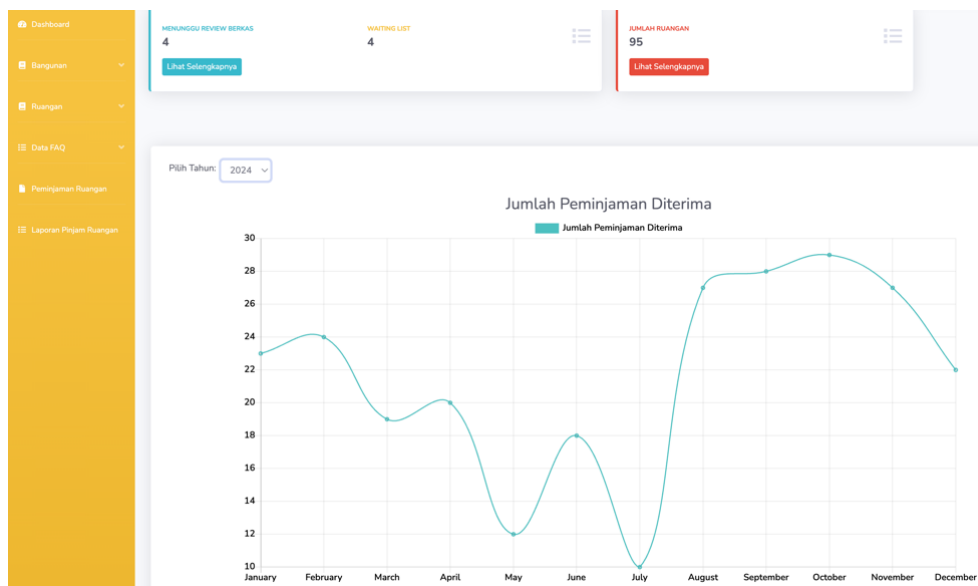 Dashboard
Bangunan
Ruangan
Data FAQ
Peminjaman Ruangan
Laporan Pinjam Ruangan
MENUNGGU REVIEW BERKAS
4
Lihat Selengkapnya
WAITING LIST
4
JUMLAH RUANGAN
95
Lihat Selengkapnya
Pilih Tahun: 2024
Jumlah Peminjaman Diterima
Jumlah Peminjaman Diterima
30
28
26
24
22
20
18
16
14
12
10
January February March April May June July August September October November December